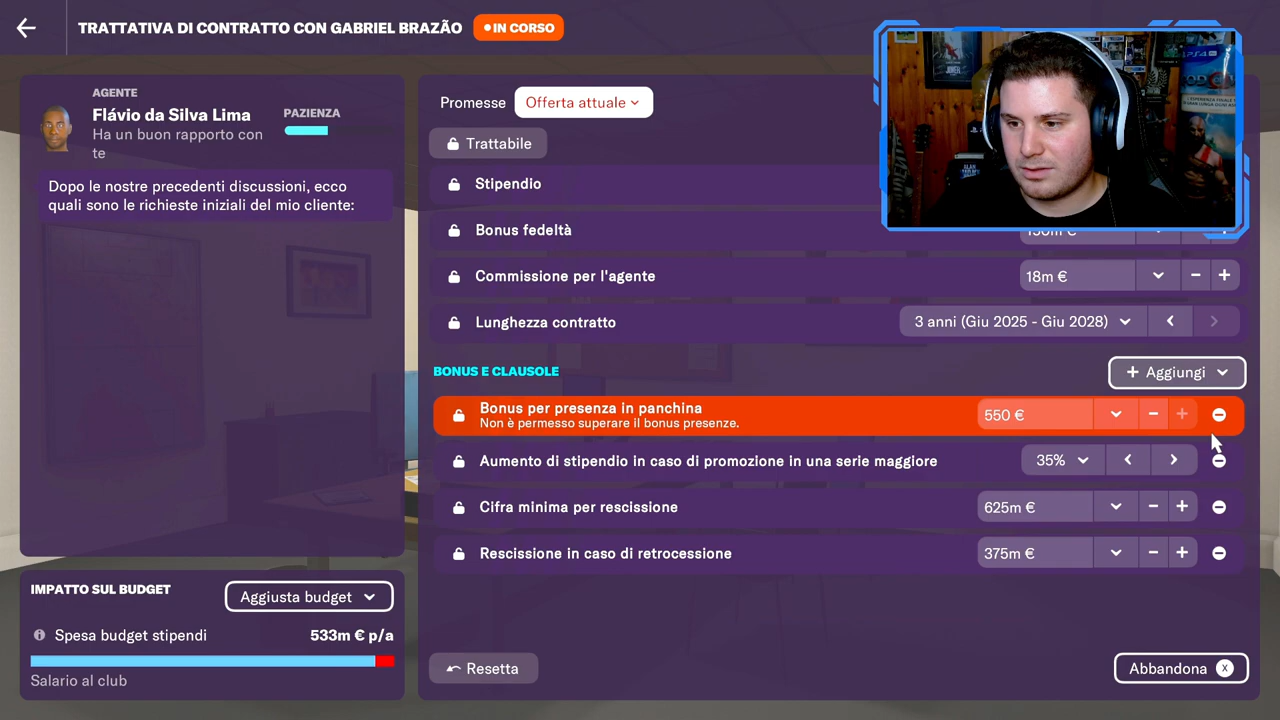 TRATTATIVA DI CONTRATTO CON GABRIEL BRAZÃO
IN CORSO
AGENTE
Flávio da Silva Lima
Ha un buon rapporto con
te
PAZIENZA
Dopo le nostre precedenti discussioni, ecco
quali sono le richieste iniziali del mio cliente:
IMPATTO SUL BUDGET
Aggiusta budget
Spesa budget stipendi
533m € p/a
Salario al club
Promesse
Offerta attuale
Trattabile
Stipendio
Bonus fedeltà
Commissione per l'agente
18m €
Lunghezza contratto
3 anni (Giu 2025 - Giu 2028)
BONUS E CLAUSOLE
+ Aggiungi
Bonus per presenza in panchina
Non è permesso superare il bonus presenze.
550 €
Aumento di stipendio in caso di promozione in una serie maggiore
35%
Cifra minima per rescissione
625m €
Rescissione in caso di retrocessione
375m €
Resetta
Abbandona X